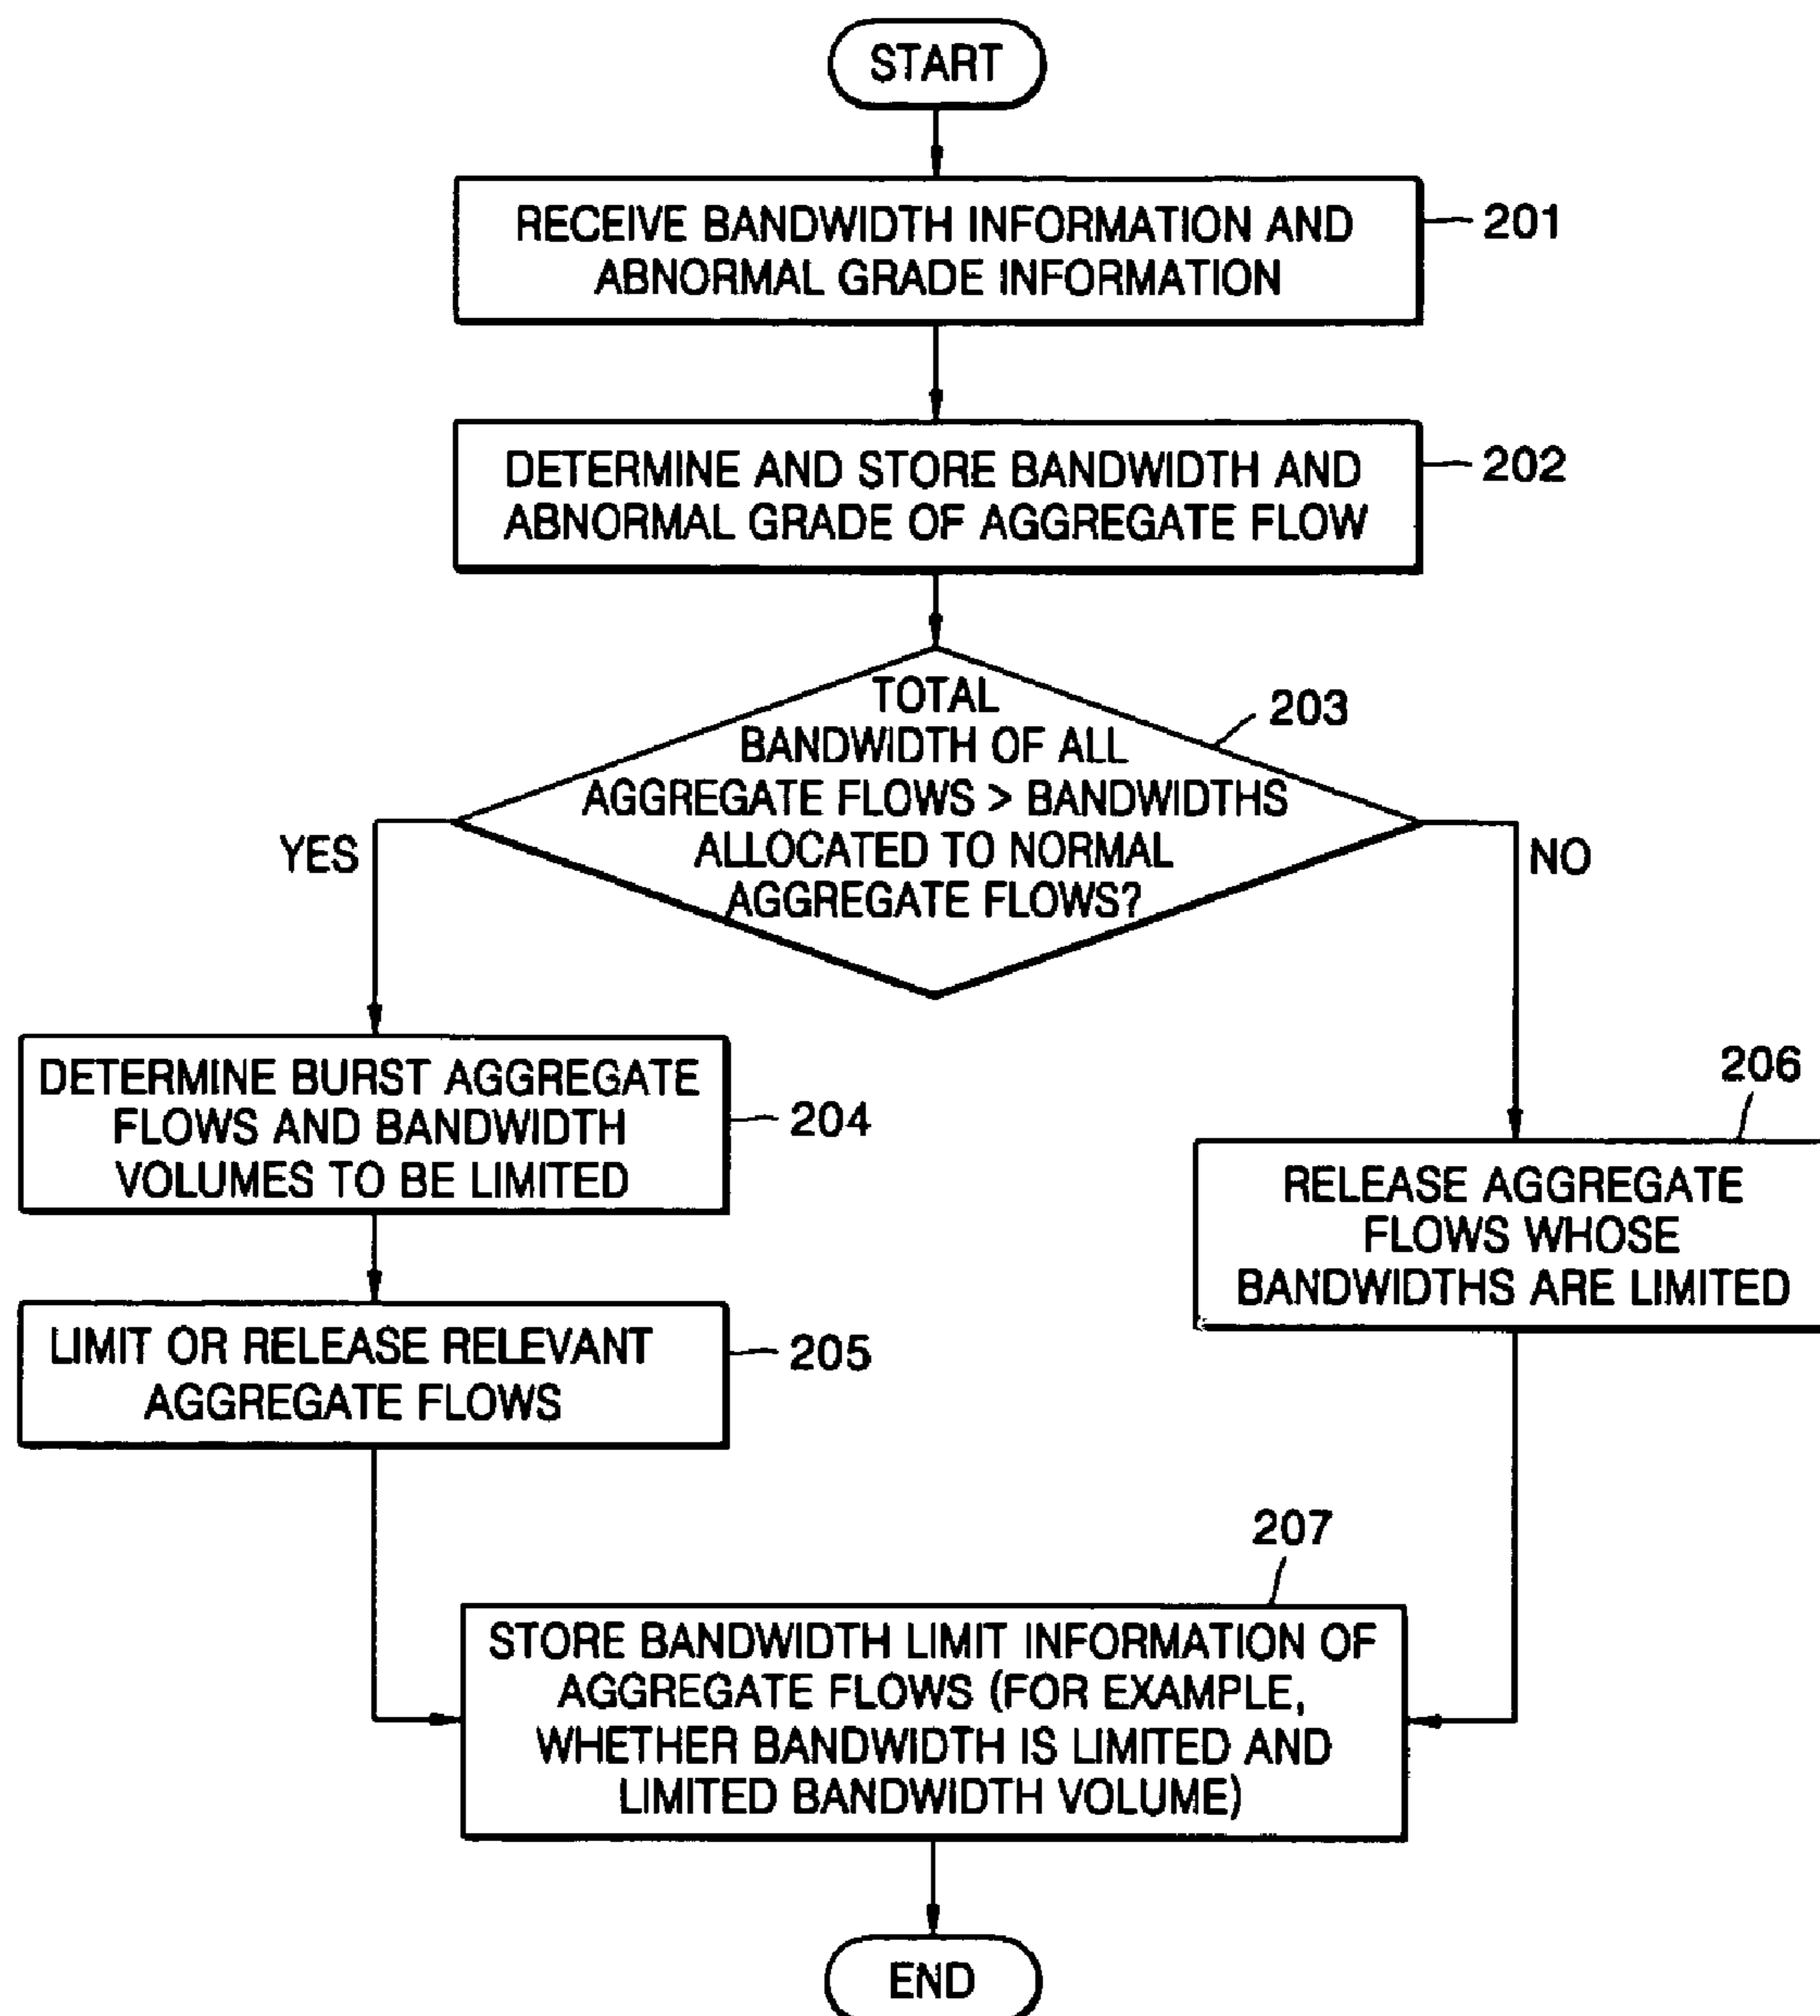 START
RECEIVE BANDWIDTH INFORMATION AND
ABNORMAL GRADE INFORMATION
201
DETERMINE AND STORE BANDWIDTH AND
ABNORMAL GRADE OF AGGREGATE FLOW
202
TOTAL
BANDWIDTH OF ALL
AGGREGATE FLOWS > BANDWIDTHS
ALLOCATED TO NORMAL
AGGREGATE FLOWS?
203
YES
NO
DETERMINE BURST AGGREGATE
FLOWS AND BANDWIDTH
VOLUMES TO BE LIMITED
204
LIMIT OR RELEASE RELEVANT
AGGREGATE FLOWS
205
206
RELEASE AGGREGATE
FLOWS WHOSE
BANDWIDTHS ARE LIMITED
207
STORE BANDWIDTH LIMIT INFORMATION OF
AGGREGATE FLOWS (FOR EXAMPLE,
WHETHER BANDWIDTH IS LIMITED AND
LIMITED BANDWIDTH VOLUME)
END